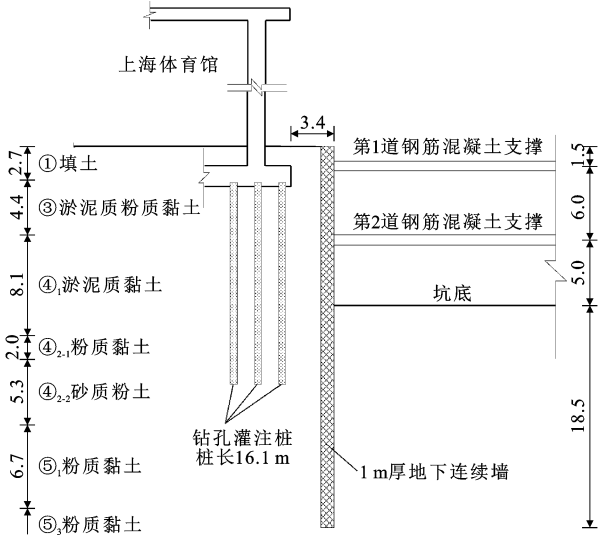 上海体育馆
3.4
2.7
①填土
第1道钢筋混凝土支撑
1.5
4.4
③淤泥质粉质黏土
6.0
第2道钢筋混凝土支撑
8.1
④₁淤泥质黏土
5.0
坑底
2.0
④₂₋₁粉质黏土
5.3
④₂₋₂砂质粉土
18.5
钻孔灌注桩
桩长16.1 m
6.7
⑤₁粉质黏土
1 m厚地下连续墙
⑤₃粉质黏土